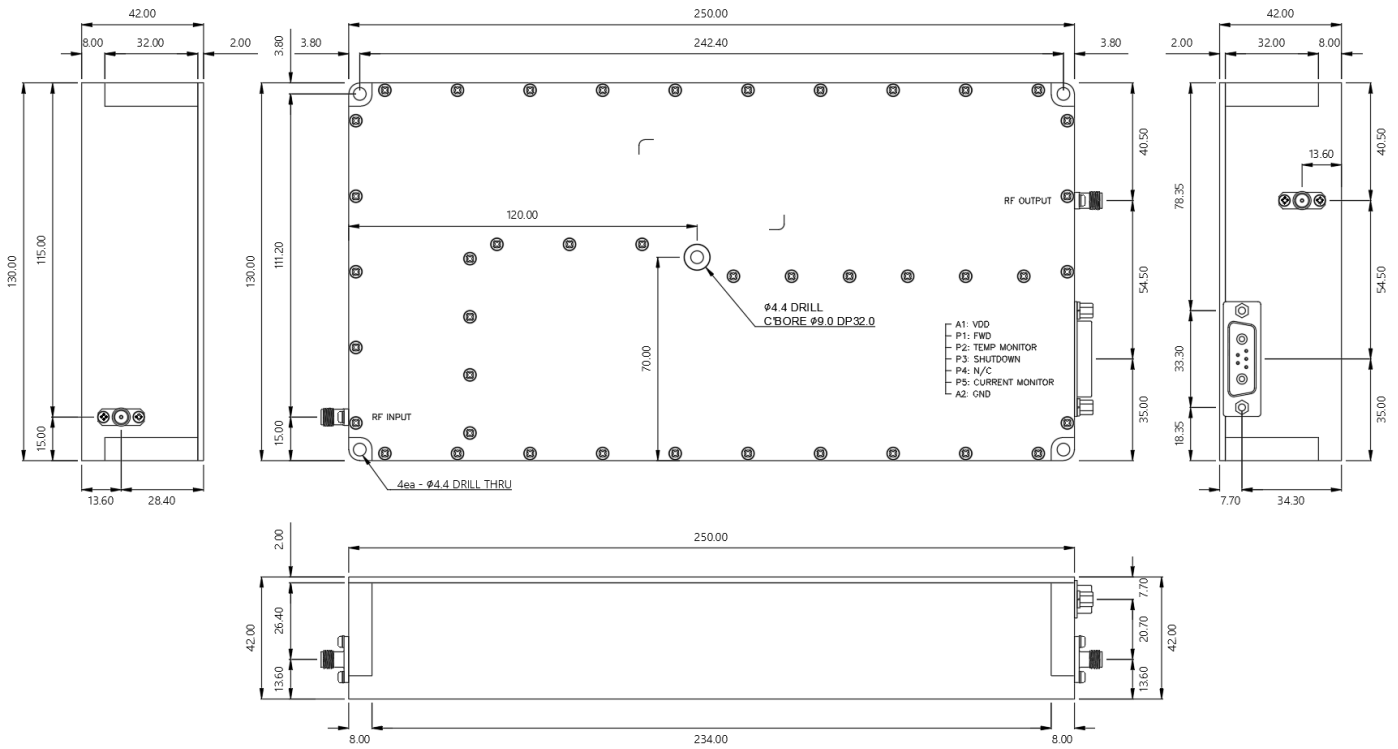 42.00
8.00 32.00 2.00
130.00
115.00
15.00
13.60 28.40
250.00
3.80 242.40 3.80
3.80
130.00
111.20
15.00
120.00
70.00
RF OUTPUT
RF INPUT
ϕ4.4 DRILL
C'BORE ϕ9.0 DP32.0
A1: VDD
P1: FWD
P2: TEMP MONITOR
P3: SHUTDOWN
P4: N/C
P5: CURRENT MONITOR
A2: GND
4ea - ϕ4.4 DRILL THRU
40.50
54.50
35.00
42.00
2.00 32.00 8.00
78.35
33.30
18.35
13.60
40.50
54.50
35.00
7.70 34.30
250.00
2.00
26.40
42.00
13.60
7.70
20.70
42.00
13.60
8.00 234.00 8.00